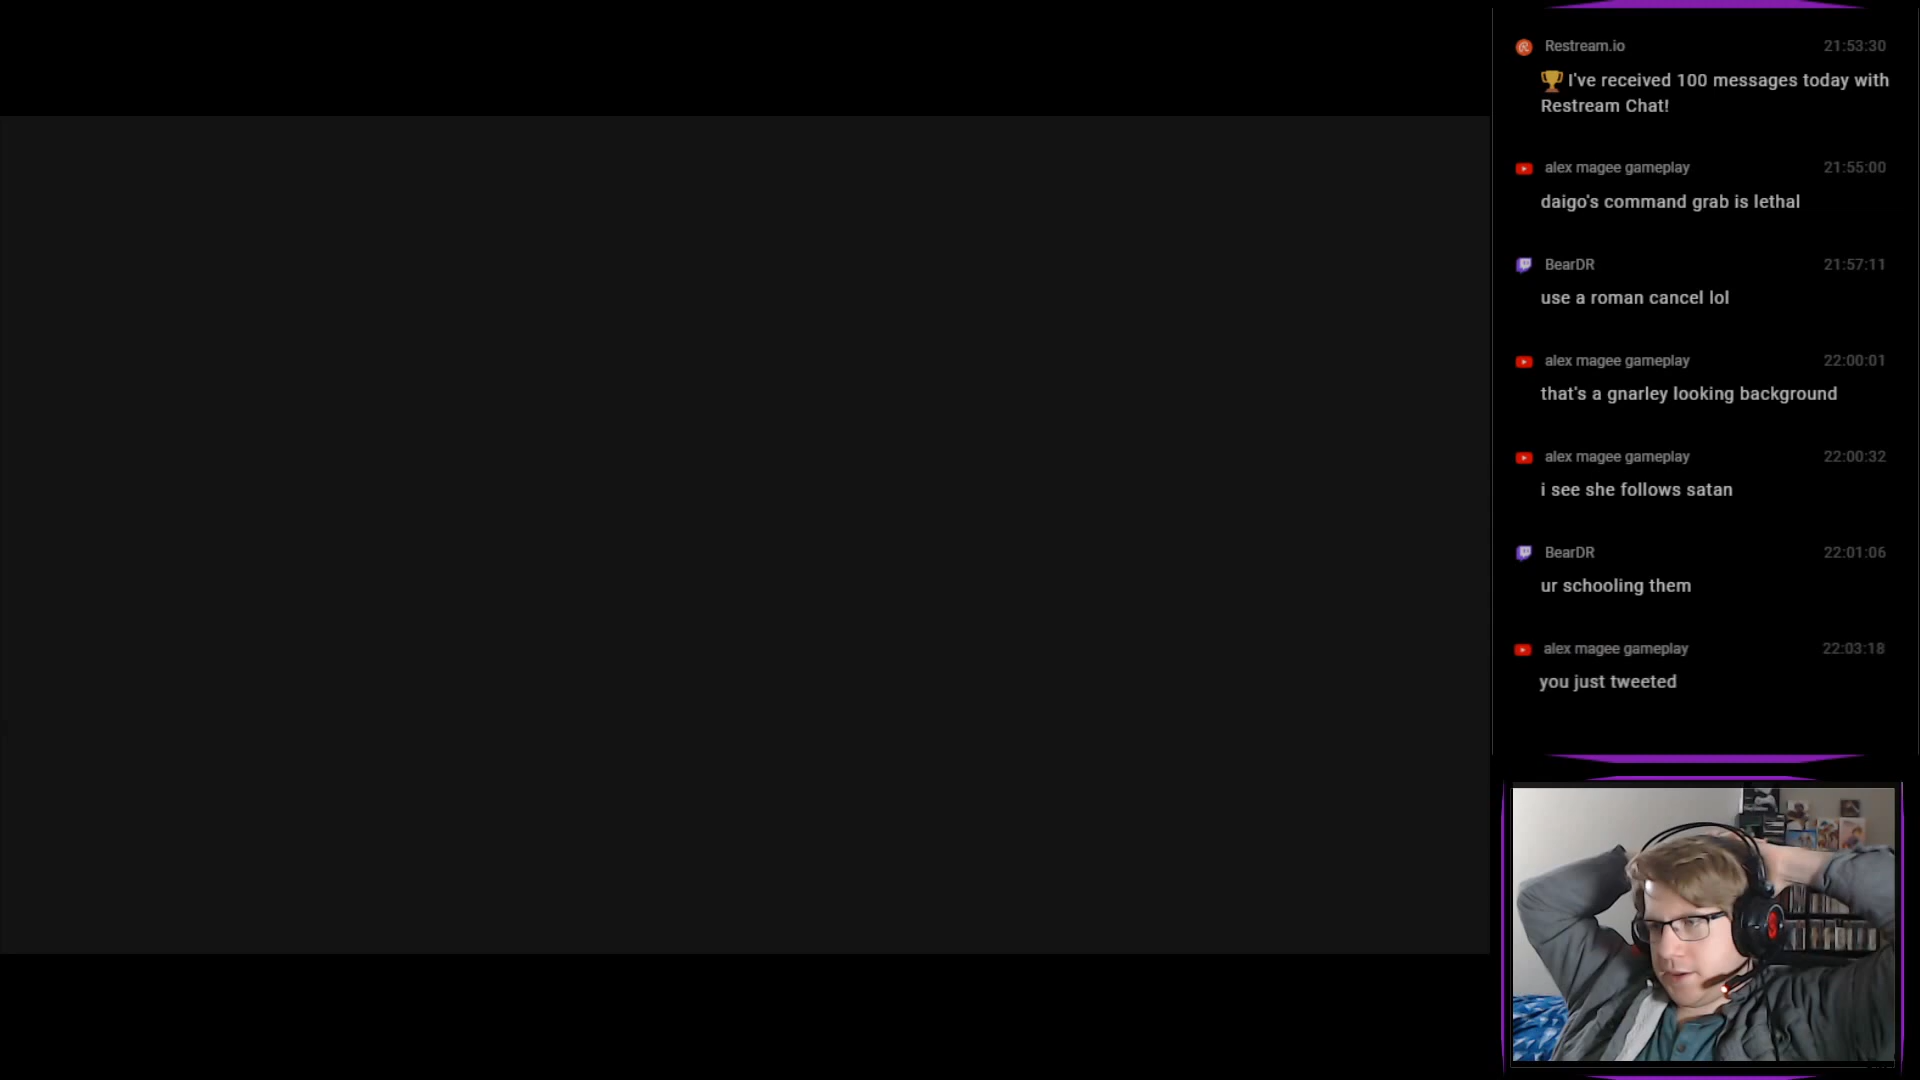 Restream.io 21:53:30
🏆 I've received 100 messages today with
Restream Chat!
alex magee gameplay 21:55:00
daigo's command grab is lethal
BearDR 21:57:11
use a roman cancel lol
alex magee gameplay 22:00:01
that's a gnarley looking background
alex magee gameplay 22:00:32
i see she follows satan
BearDR 22:01:06
ur schooling them
alex magee gameplay 22:03:18
you just tweeted